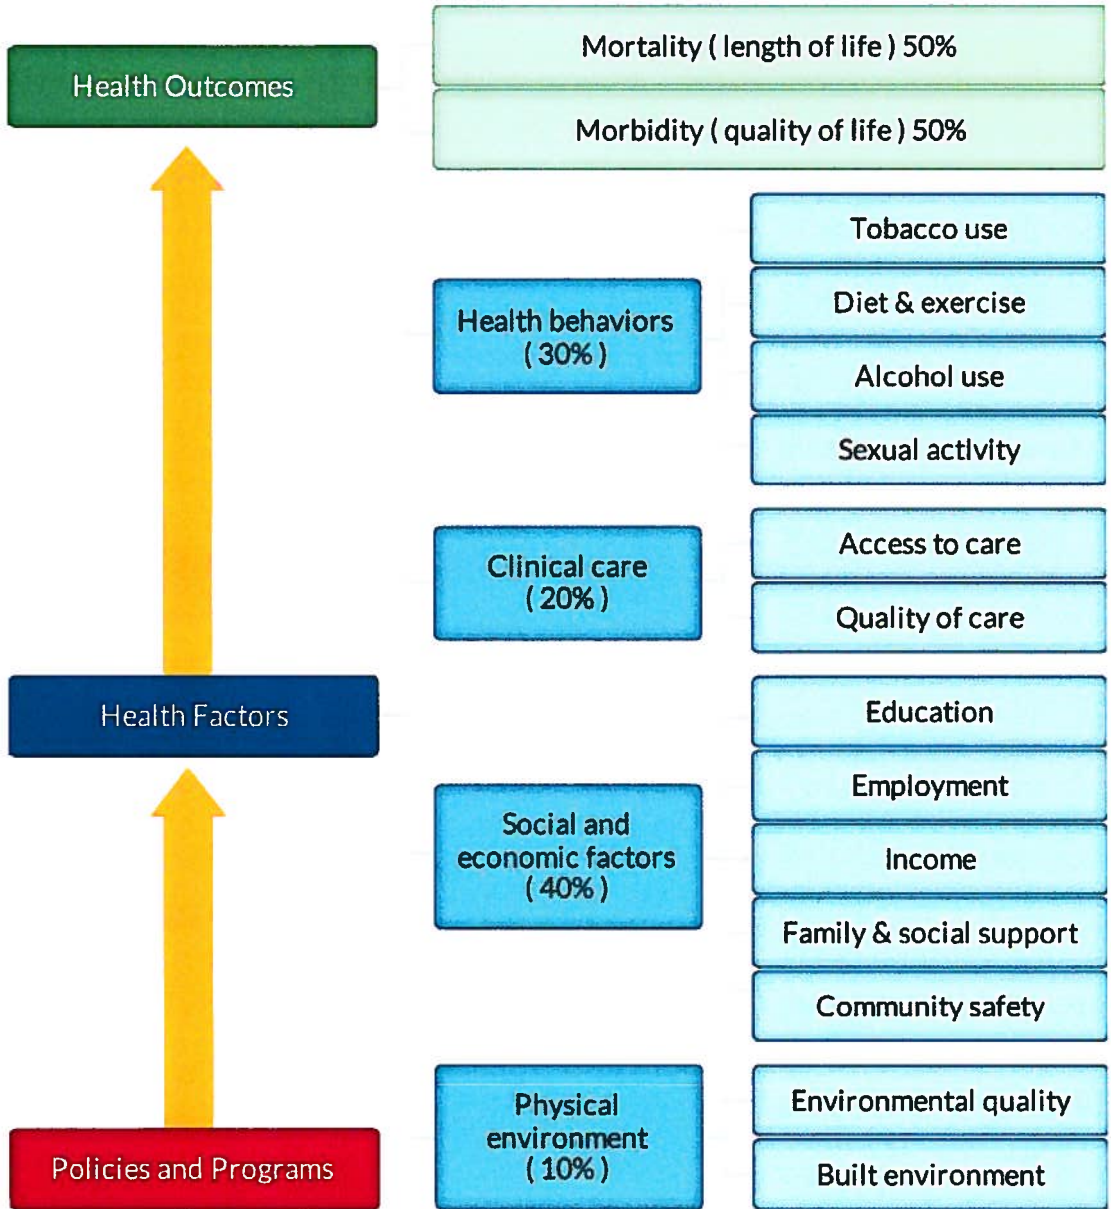 Health Outcomes
Mortality ( length of life ) 50%
Morbidity ( quality of life ) 50%
Health behaviors
( 30% )
Tobacco use
Diet & exercise
Alcohol use
Sexual activity
Clinical care
( 20% )
Access to care
Quality of care
Health Factors
Social and
economic factors
( 40% )
Education
Employment
Income
Family & social support
Community safety
Policies and Programs
Physical
environment
( 10% )
Environmental quality
Built environment